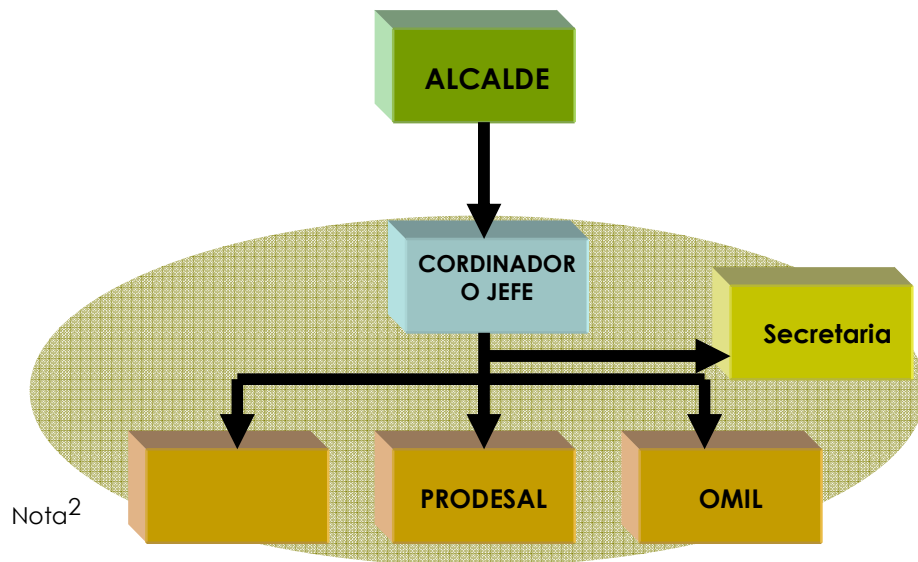 ALCALDE
CORDINADOR
O JEFE
Secretaria
PRODESAL
OMIL
Nota2